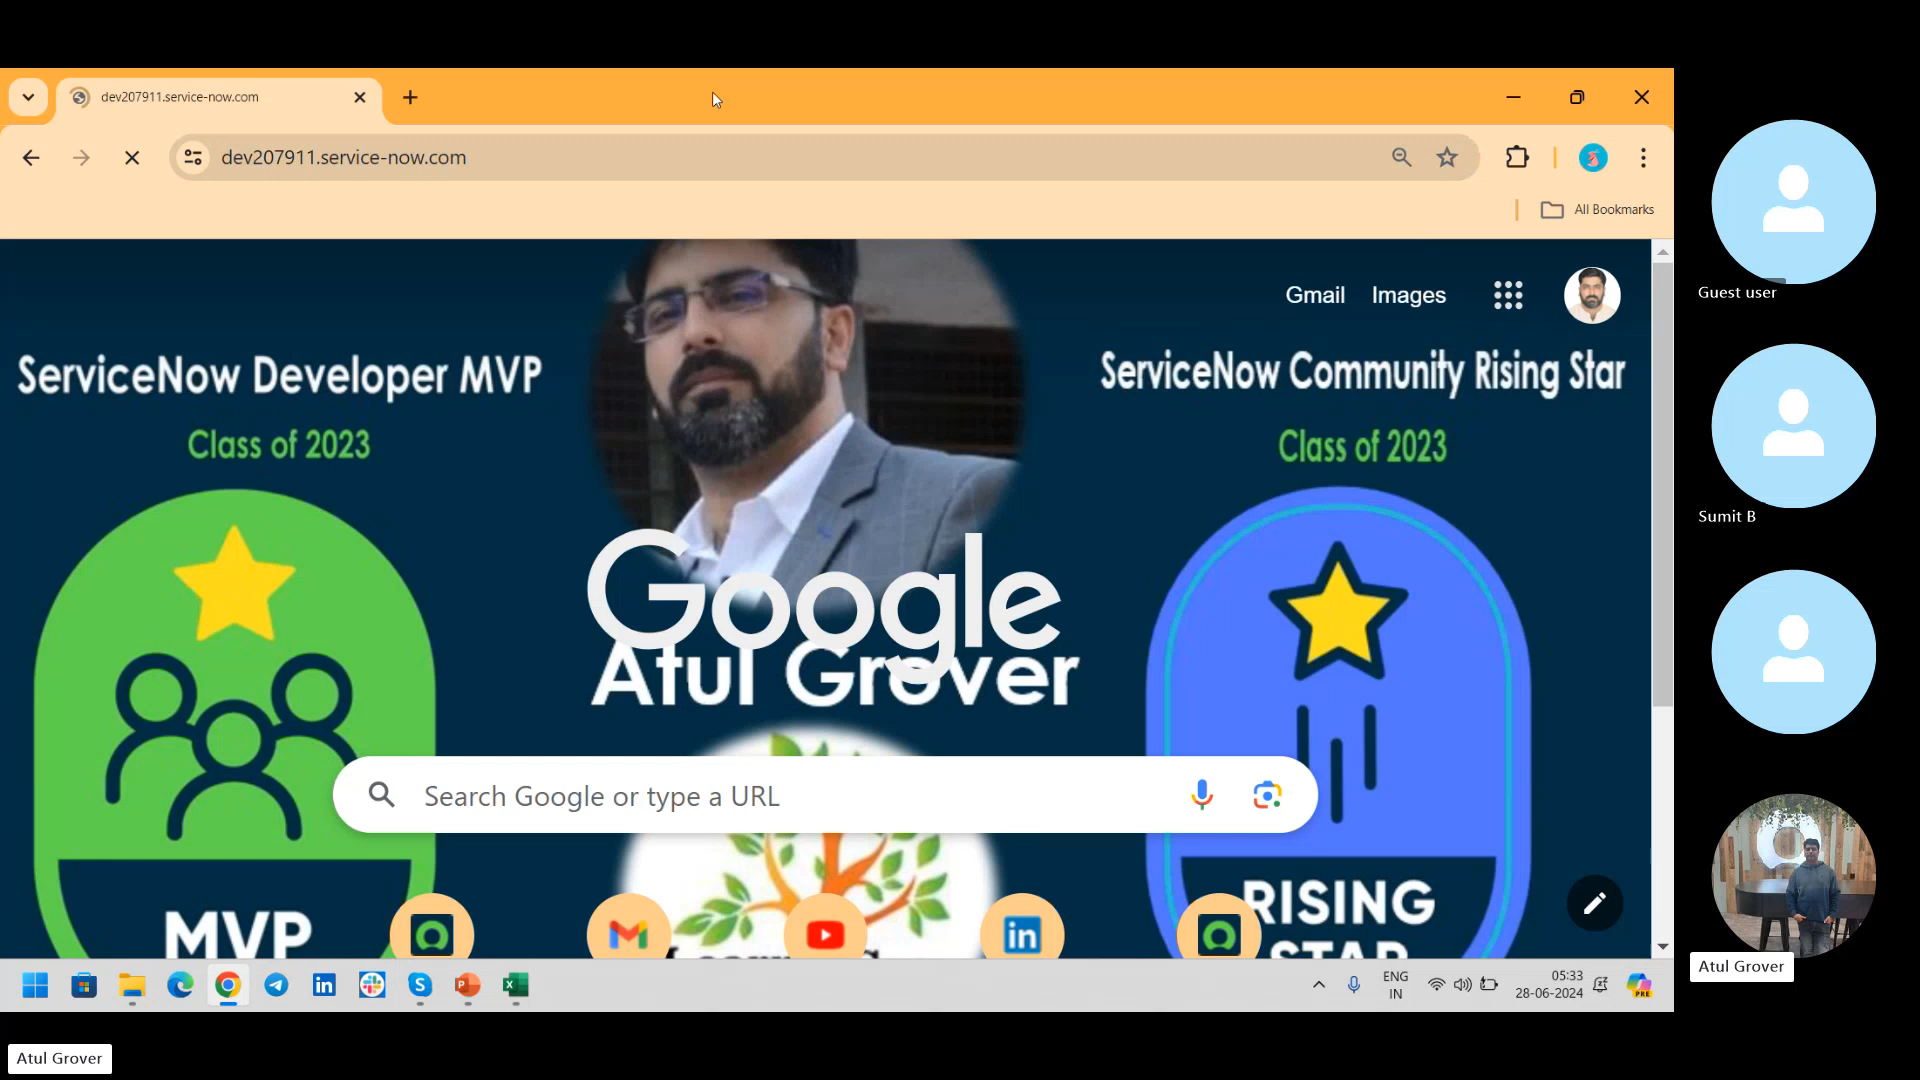 dev207911.service-now.com
dev207911.service-now.com
All Bookmarks
Gmail Images
ServiceNow Developer MVP
Class of 2023
ServiceNow Community Rising Star
Class of 2023
Google
Atul Grover
Search Google or type a URL
MVP
RISING
STAR
ENG
IN
05:33
28-06-2024
PRE
Guest user
Sumit B
Atul Grover
Atul Grover